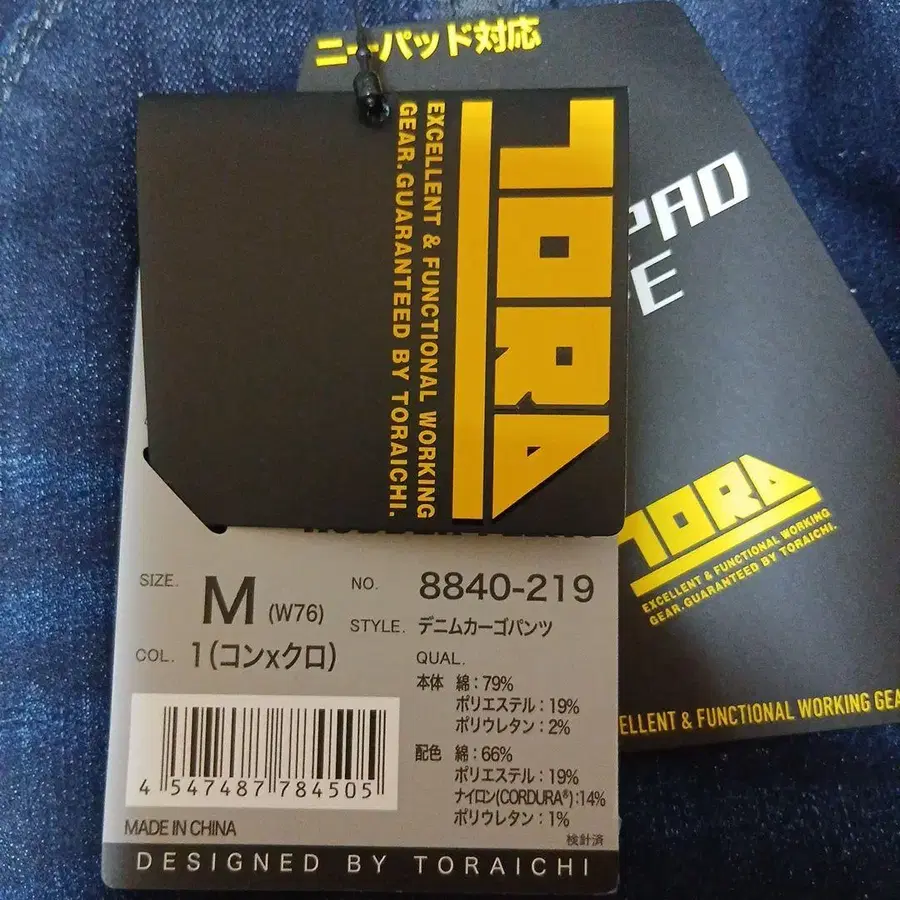 ニーパッド対応
PAD
TORA
EXCELLENT & FUNCTIONAL WORKING
GEAR. GUARANTEED BY TORAICHI.
TORA
EXCELLENT & FUNCTIONAL WORKING
GEAR. GUARANTEED BY TORAICHI.
ELLENT & FUNCTIONAL WORKING GEA
SIZE. M (W76)
NO. 8840-219
STYLE. デニムカーゴパンツ
COL. 1(コンxクロ)
QUAL.
本体 綿:79%
ポリエステル:19%
ポリウレタン:2%
配色 綿:66%
ポリエステル:19%
ナイロン(CORDURA®):14%
ポリウレタン:1%
検針済
4 547487 784505
MADE IN CHINA
DESIGNED BY TORAICHI